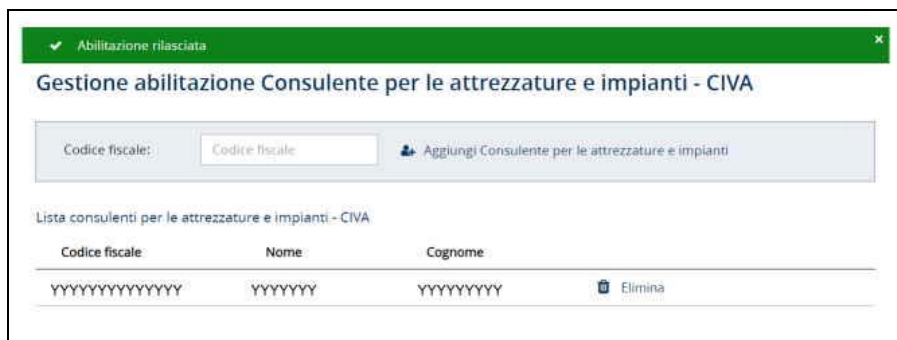 Abilitazione rilasciata
Gestione abilitazione Consulente per le attrezzature e impianti - CIVA
Codice fiscale: Codice fiscale Aggiungi Consulente per le attrezzature e impianti
Lista consulenti per le attrezzature e impianti - CIVA
Codice fiscale Nome Cognome
YYYYYYYYYYYYYY YYYYYYY YYYYYYYYY Elimina